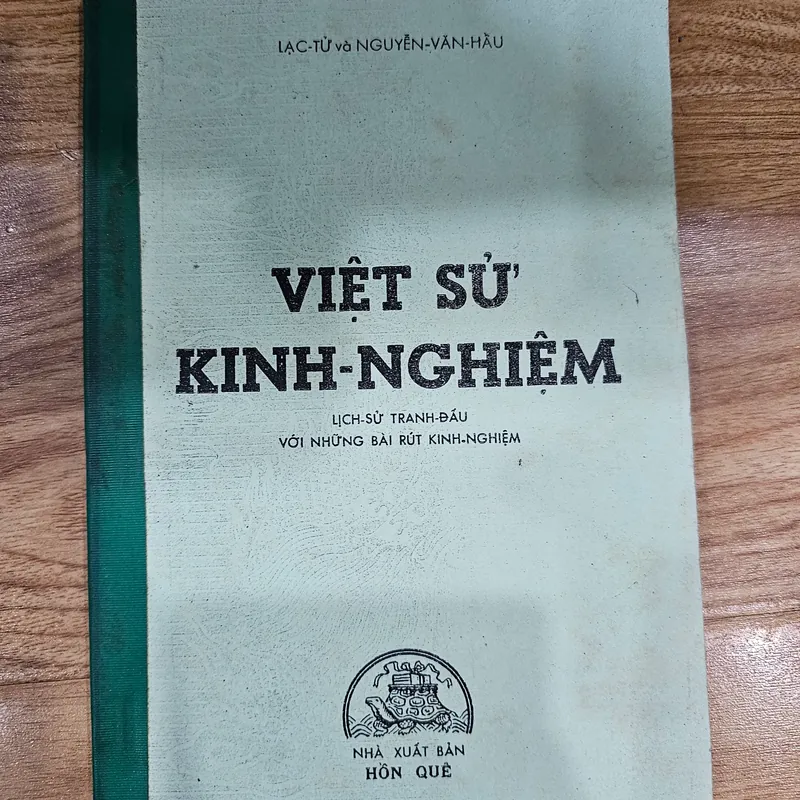 LẠC-TỬ và NGUYỄN-VĂN-HẦU
VIỆT SỬ
KINH-NGHIỆM
LỊCH-SỬ TRANH-ĐẤU
VỚI NHỮNG BÀI RÚT KINH-NGHIỆM
NHÀ XUẤT BẢN
HỒN QUÊ